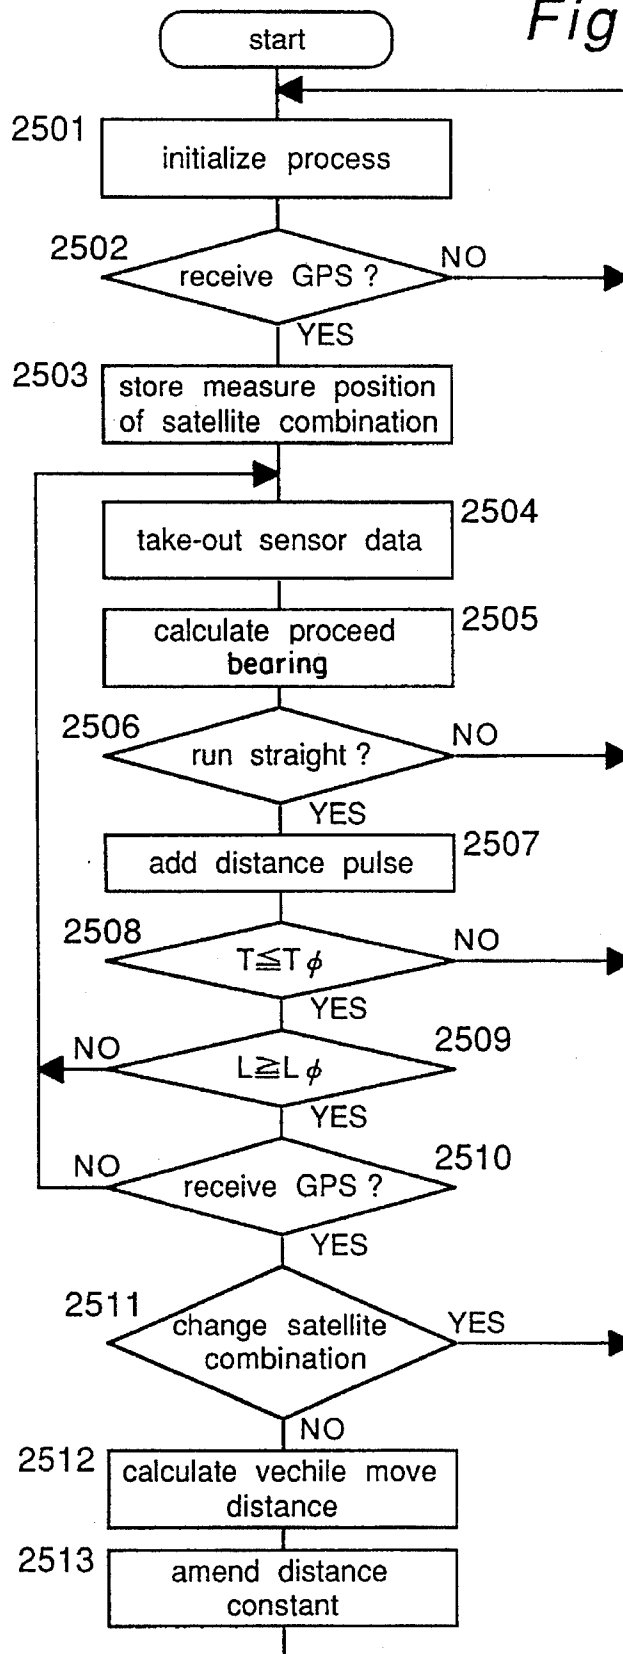 Fig
start
2501
initialize process
2502
receive GPS ?
NO
YES
2503
store measure position
of satellite combination
2504
take-out sensor data
2505
calculate proceed
bearing
2506
run straight ?
NO
YES
2507
add distance pulse
2508
T≦Tϕ
NO
YES
2509
L≧Lϕ
NO
YES
2510
receive GPS ?
NO
YES
2511
change satellite
combination
YES
NO
2512
calculate vechile move
distance
2513
amend distance
constant